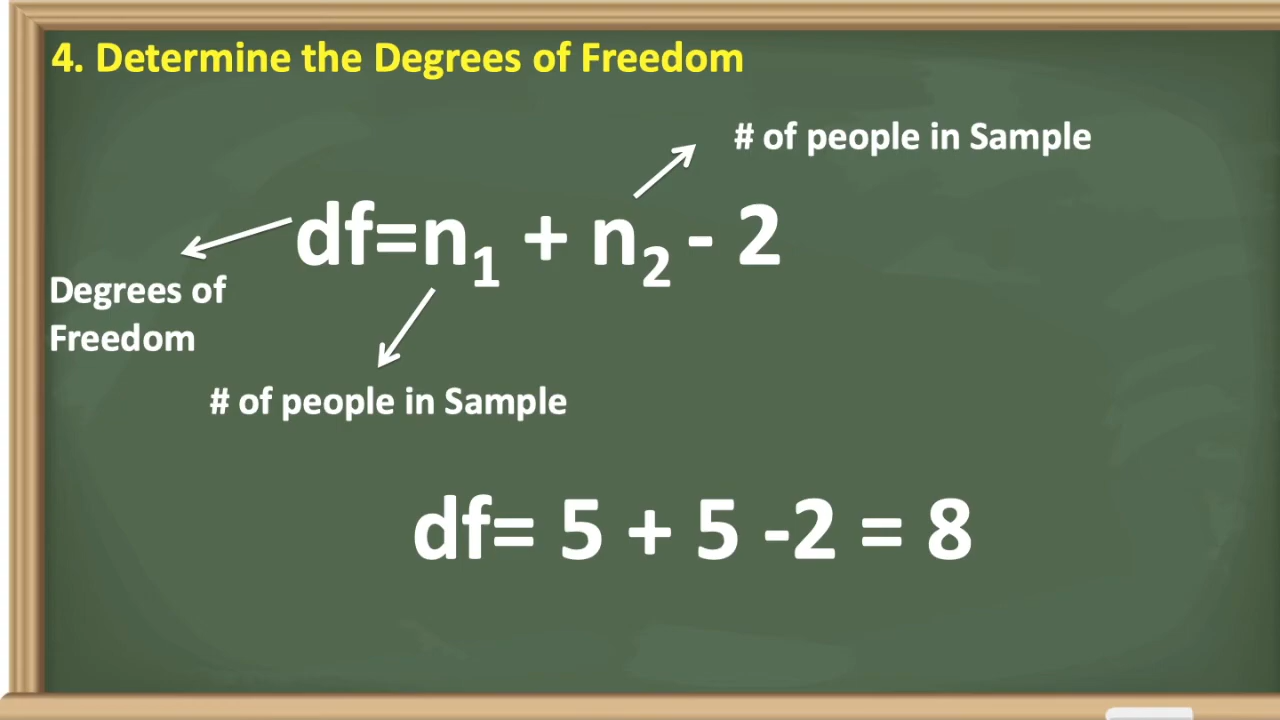 4. Determine the Degrees of Freedom
# of people in Sample
df=n₁ + n₂ - 2
Degrees of
Freedom
# of people in Sample
df= 5 + 5 -2 = 8